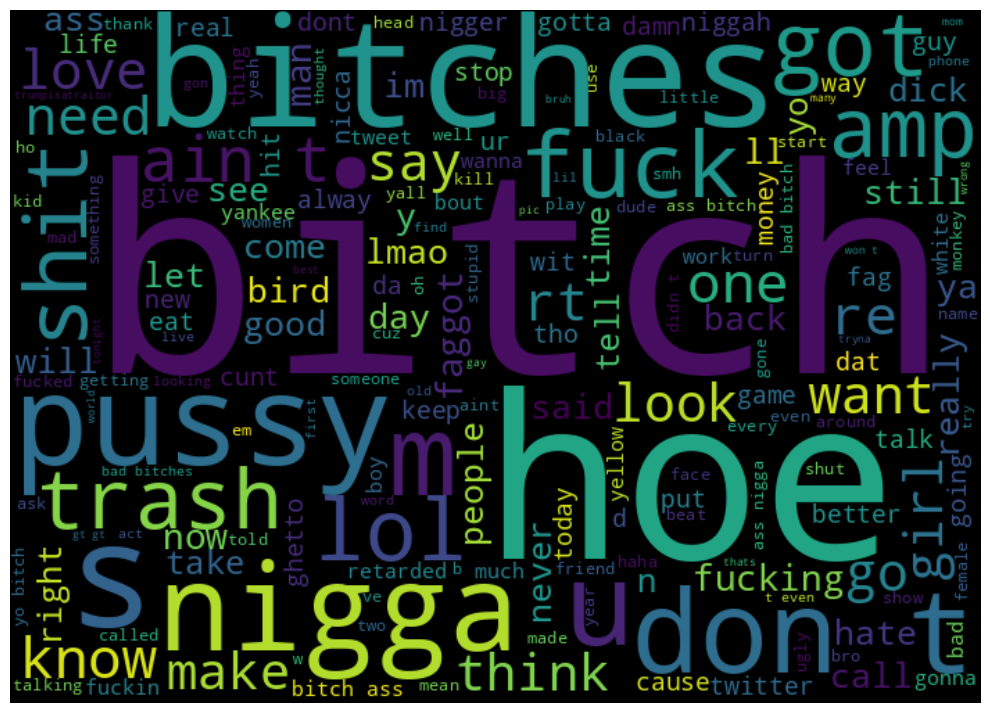 ass thank real him dont nigger gotta damn niggah mom
life bitches got guy phone
love trumpisatraitor gon thing yeah man thought head im stop big bruh use little yo many way dick
need nicca
ho shit watch hit tweet well ur black ll start amp
ain t say wanna fuck smh money feel wrong
kid give see alway yall kill lil bad bitch still
mad something yankee women bout y find pic play dude ass bitch time white monkey
bitch
come lmao wit work turn won t
let new bird da oh stupid rt tell one didn t re fag ya
eat best good day cuz tho back name
will tonight live faggot gay gone tryna dat
fucked getting looking cunt someone old
pussy world em first keep aint hoe look game want really
m said every even around try
bad bitches boy people yellow face shut talk
trash word d put beat girl
ask lol today ass nigga better going
gt gt act now told ghetto never haha thats female
s right take retarded b much friend n fucking go
yo bitch nigga ve year t even show
called two u don t hate
know make w made think ugly bro bad
talking fuckin bitch ass mean cause twitter call gonna